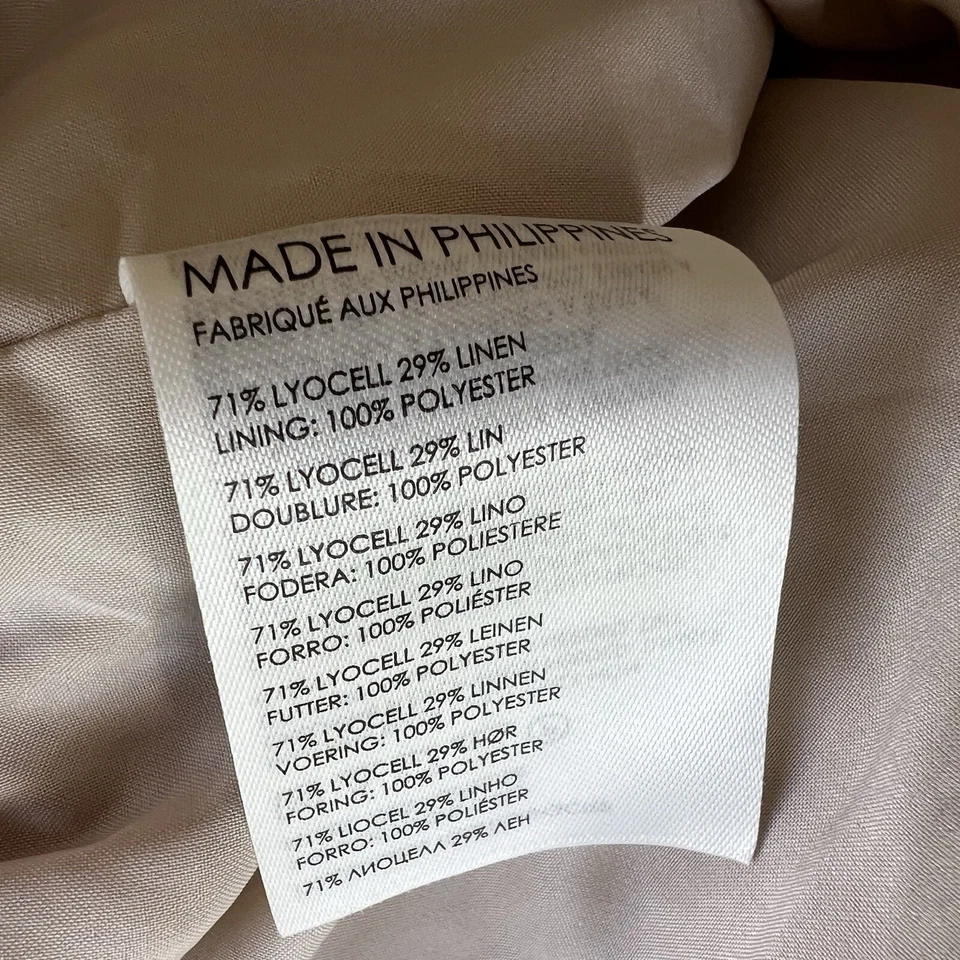 MADE IN PHILIPPINES
FABRIQUÉ AUX PHILIPPINES
71% LYOCELL 29% LINEN
LINING: 100% POLYESTER
71% LYOCELL 29% LIN
DOUBLURE: 100% POLYESTER
71% LYOCELL 29% LINO
FODERA: 100% POLIESTERE
71% LYOCELL 29% LINO
FORRO: 100% POLIÉSTER
71% LYOCELL 29% LEINEN
FUTTER: 100% POLYESTER
71% LYOCELL 29% LINNEN
VOERING: 100% POLYESTER
71% LYOCELL 29% HØR
FORING: 100% POLYESTER
71% LIOCEL 29% LINHO
FORRO: 100% POLIÉSTER
71% ЛИОЦЕЛЛ 29% ЛЕН